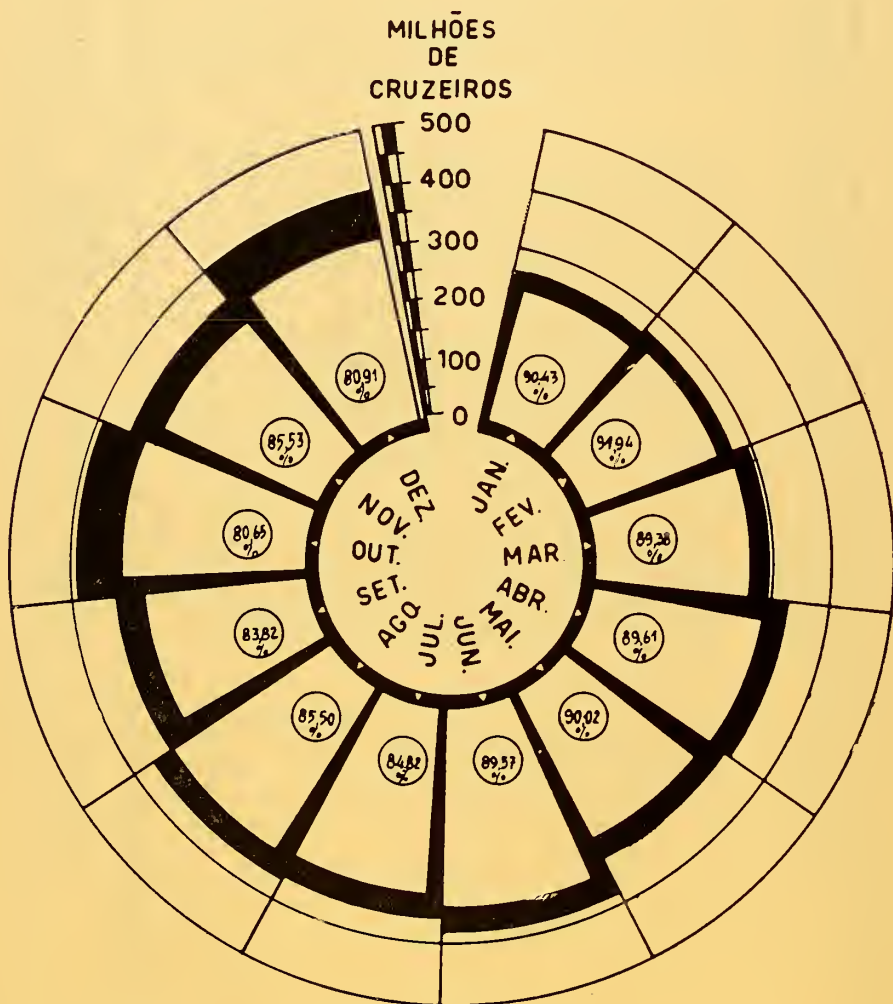 MILHÕES
DE
CRUZEIROS
500
400
300
200
100
0
90,43
%
91,94
%
89,38
%
89,61
%
90,02
%
89,57
%
84,82
%
85,50
%
83,82
%
80,65
%
85,53
%
80,91
%
JAN.
FEV.
MAR
ABR.
MAI.
JUN.
JUL.
AGO
SET.
OUT.
NOV.
DEZ.